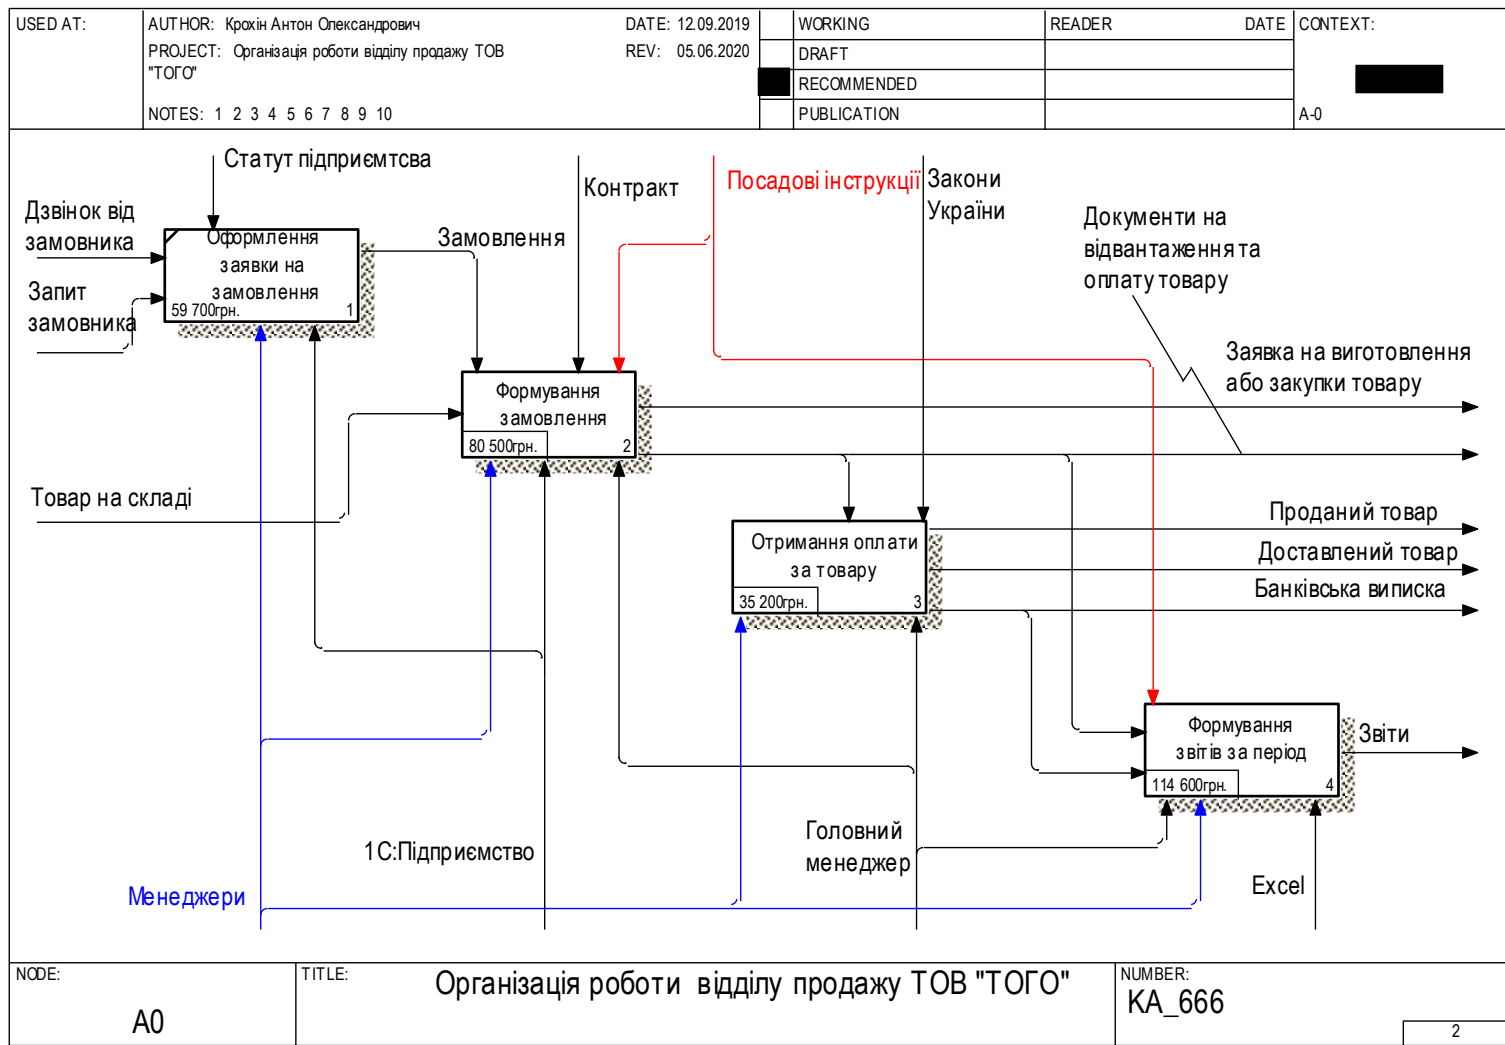 USED AT:
AUTHOR: Крохін Антон Олександрович
DATE: 12.09.2019
PROJECT: Організація роботи відділу продажу ТОВ
"ТОГО"
REV: 05.06.2020
NOTES: 1 2 3 4 5 6 7 8 9 10
WORKING
DRAFT
RECOMMENDED
PUBLICATION
READER
DATE
CONTEXT:
A-0
Статут підприємтсва
Контракт
Посадові інструкції
Закони
України
Дзвінок від
замовника
Запит
замовника
Оформлення
заявки на
замовлення
59 700грн.
1
Замовлення
Документи на
відвантаження та
оплату товару
Заявка на виготовлення
або закупки товару
Формування
замовлення
80 500грн.
2
Товар на складі
Проданий товар
Доставлений товар
Банківська виписка
Отримання оплати
за товару
35 200грн.
3
Формування
звітів за період
114 600грн.
4
Звіти
1С:Підприємство
Головний
менеджер
Менеджери
Excel
NODE:
A0
TITLE:
Організація роботи відділу продажу ТОВ "ТОГО"
NUMBER:
КА_666
2